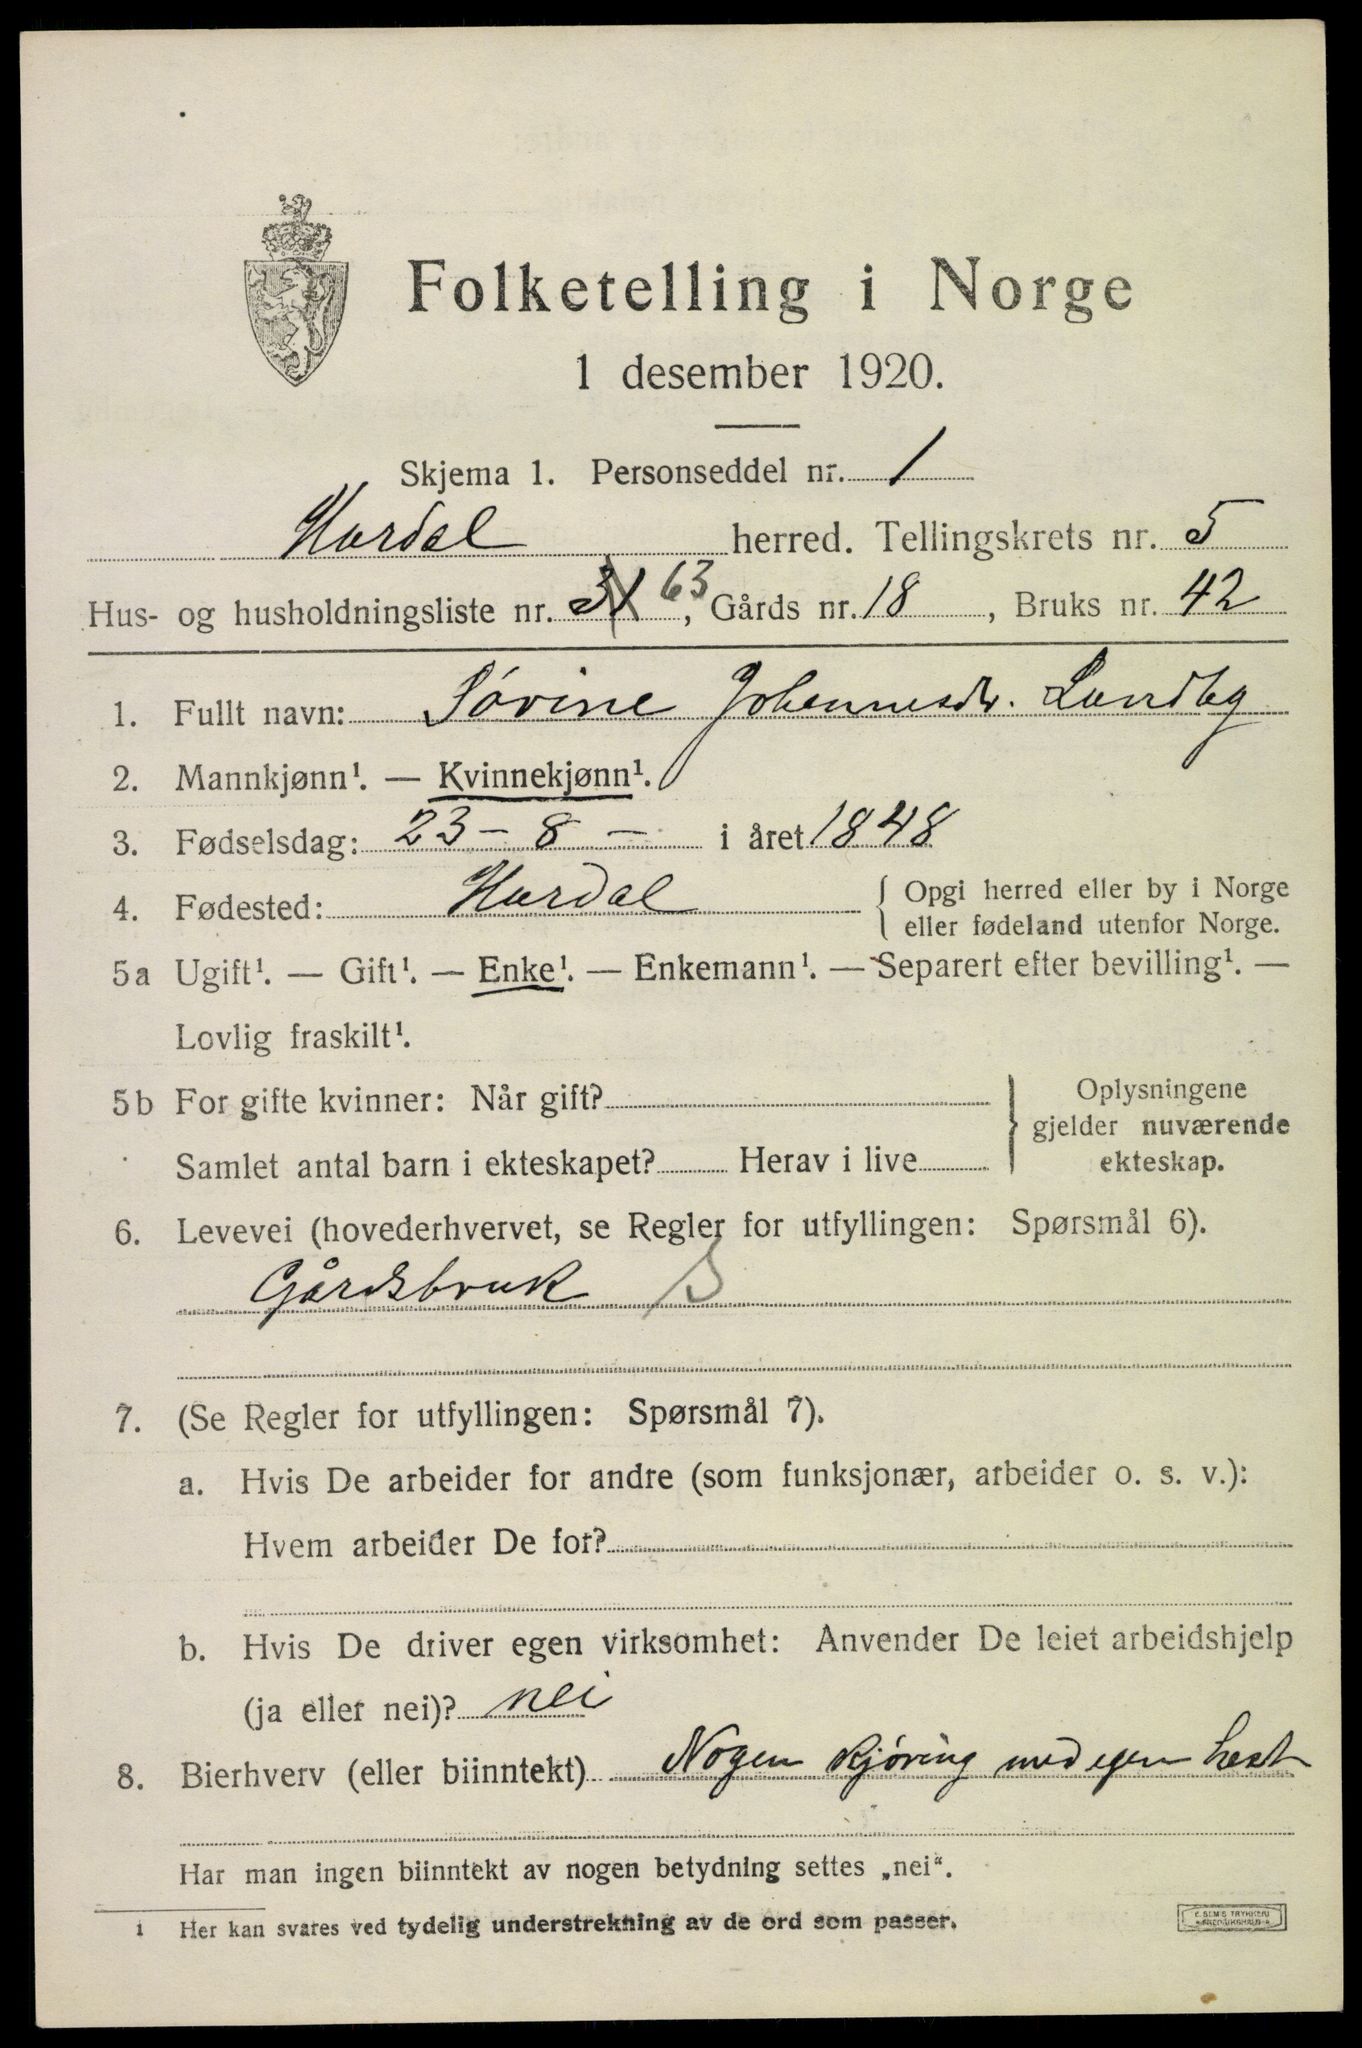 Folketelling i Norge
1 desember 1920.
Skjema 1. Personseddel nr. 1
Hurdal herred. Tellingskrets nr. 5
Hus- og husholdningsliste nr. 31 63, Gårds nr. 18, Bruks nr. 42
1. Fullt navn: Sørine Johannesdr. Lundby
2. Mannkjønn¹. — Kvinnekjønn¹.
3. Fødselsdag: 23 – 8 – i året 1848
4. Fødested: Hurdal { Opgi herred eller by i Norge
eller fødeland utenfor Norge.
5a Ugift¹. — Gift¹. — Enke¹. — Enkemann¹. — Separert efter bevilling¹. —
Lovlig fraskilt¹.
5b For gifte kvinner: Når gift?
Samlet antal barn i ekteskapet? Herav i live
} Oplysningene
gjelder nuværende
ekteskap.
6. Levevei (hovederhvervet, se Regler for utfyllingen: Spørsmål 6).
Gårdsbruk S
7. (Se Regler for utfyllingen: Spørsmål 7).
a. Hvis De arbeider for andre (som funksjonær, arbeider o. s. v.):
Hvem arbeider De for?
b. Hvis De driver egen virksomhet: Anvender De leiet arbeidshjelp
(ja eller nei)? nei
8. Bierhverv (eller biinntekt) Nogen kjøring med egen hest
Har man ingen biinntekt av nogen betydning settes „nei“.
1 Her kan svares ved tydelig understrekning av de ord som passer.
E. SEM'S TRYKKERI
FREDRIKSHALD